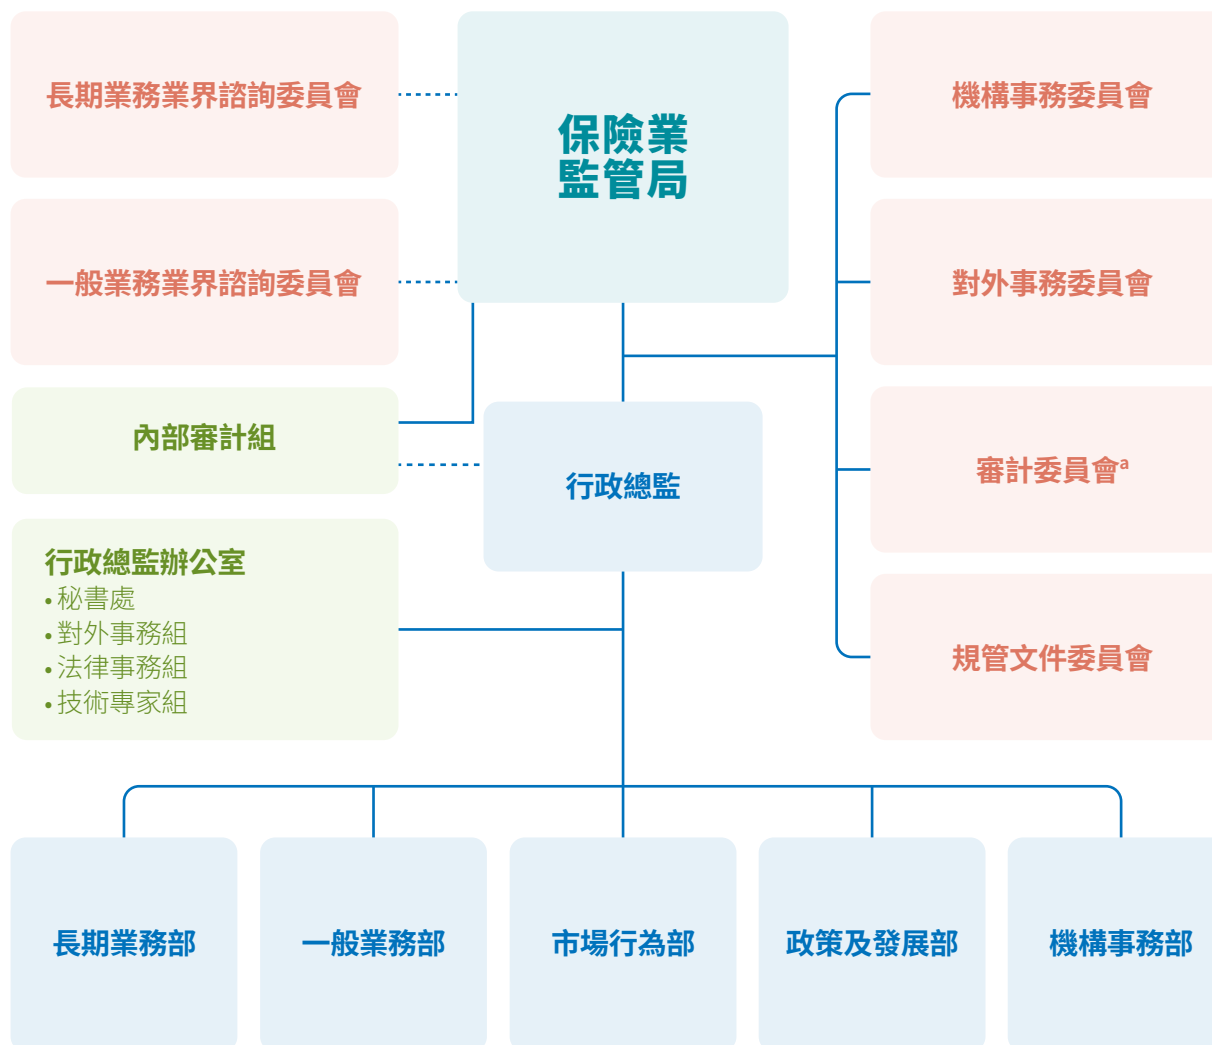 長期業務業界諮詢委員會
保險業
監管局
機構事務委員會
一般業務業界諮詢委員會
對外事務委員會
內部審計組
行政總監
審計委員會ᵃ
行政總監辦公室
• 秘書處
• 對外事務組
• 法律事務組
• 技術專家組
規管文件委員會
長期業務部
一般業務部
市場行為部
政策及發展部
機構事務部